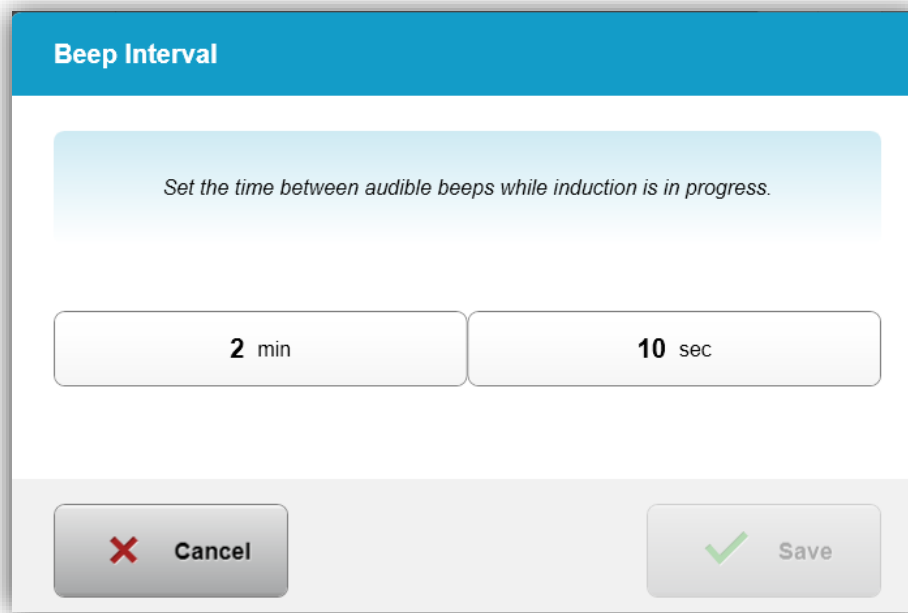 Beep Interval
Set the time between audible beeps while induction is in progress.
2 min
10 sec
Cancel
Save